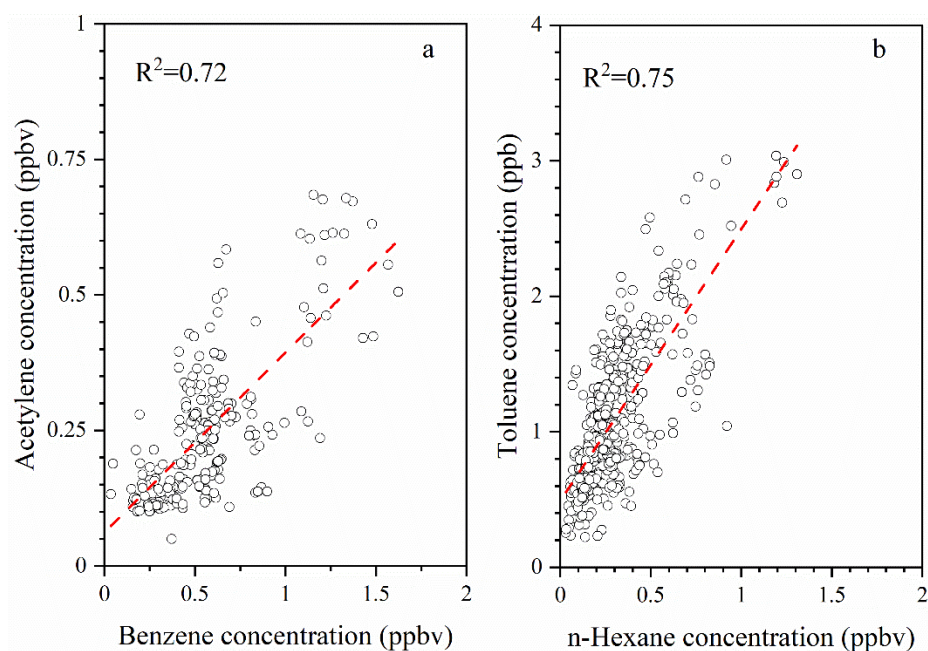 a
R²=0.72
Acetylene concentration (ppbv)
1
0.75
0.5
0.25
0
0
0.5
1
1.5
2
Benzene concentration (ppbv)
b
R²=0.75
Toluene concentration (ppb)
4
3
2
1
0
0
0.5
1
1.5
2
n-Hexane concentration (ppbv)